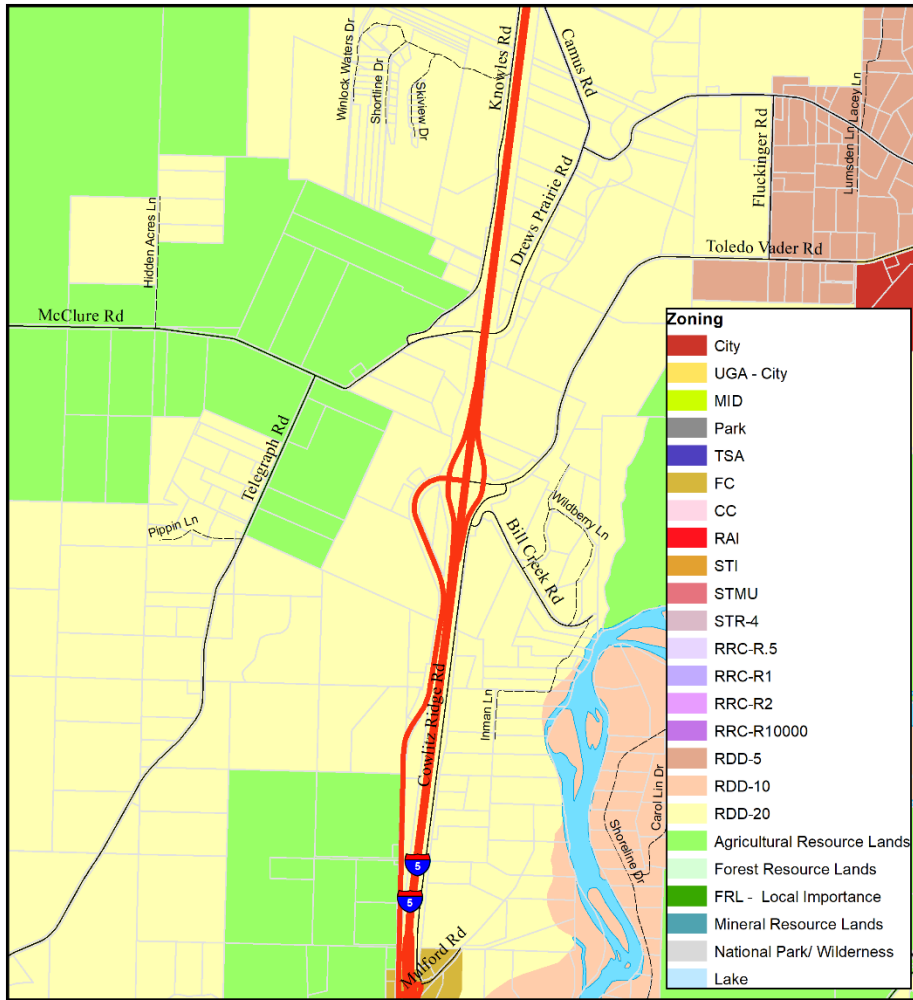 Winlock Waters Dr
Shortline Dr
Skiview Dr
Knowles Rd
Camus Rd
Drews Prairie Rd
Fluckinger Rd
Lumsden Ln
Lacey Ln
Toledo Vader Rd
Hidden Acres Ln
McClure Rd
Telegraph Rd
Pippin Ln
Wildberry Ln
Bill Creek Rd
Inman Ln
Cowlitz Ridge Rd
Carol Lin Dr
Shoreline Dr
5
5
Mulford Rd
Zoning
City
UGA - City
MID
Park
TSA
FC
CC
RAI
STI
STMU
STR-4
RRC-R.5
RRC-R1
RRC-R2
RRC-R10000
RDD-5
RDD-10
RDD-20
Agricultural Resource Lands
Forest Resource Lands
FRL - Local Importance
Mineral Resource Lands
National Park/ Wilderness
Lake